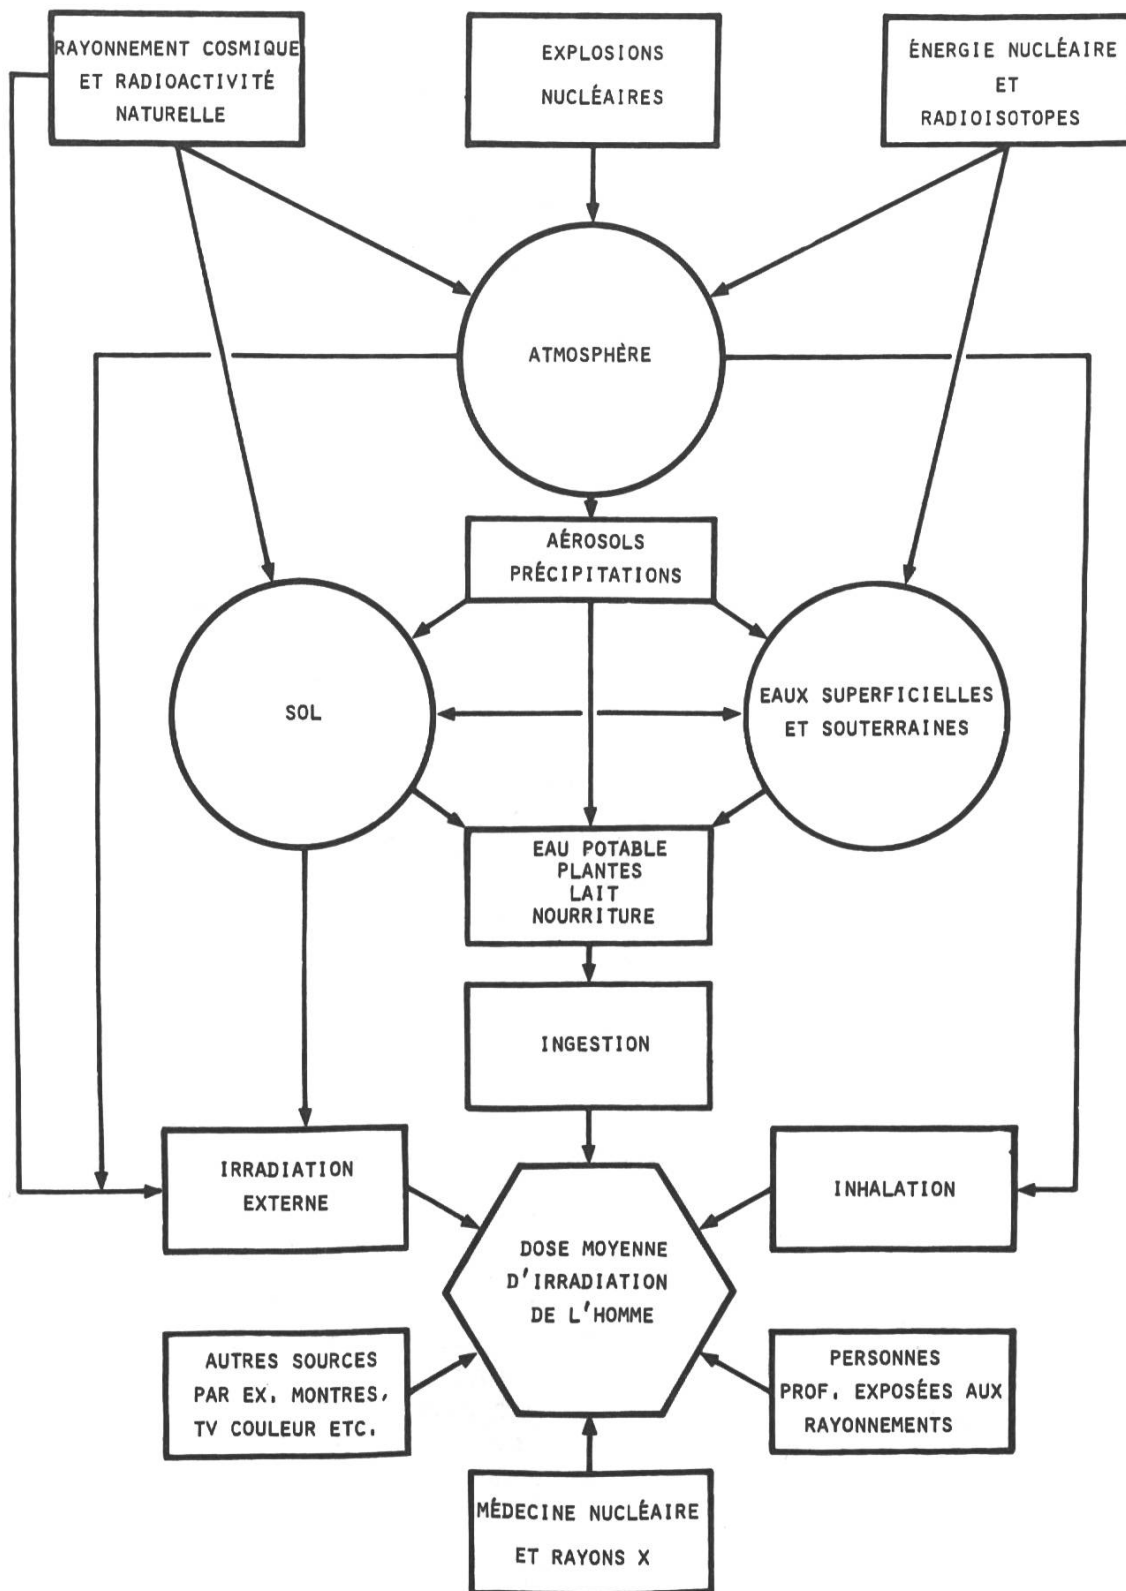 RAYONNEMENT COSMIQUE
ET RADIOACTIVITÉ
NATURELLE
EXPLOSIONS
NUCLÉAIRES
ÉNERGIE NUCLÉAIRE
ET
RADIOISOTOPES
ATMOSPHÈRE
AÉROSOLS
PRÉCIPITATIONS
SOL
EAUX SUPERFICIELLES
ET SOUTERRAINES
EAU POTABLE
PLANTES
LAIT
NOURRITURE
INGESTION
IRRADIATION
EXTERNE
INHALATION
DOSE MOYENNE
D'IRRADIATION
DE L'HOMME
AUTRES SOURCES
PAR EX. MONTRES,
TV COULEUR ETC.
PERSONNES
PROF. EXPOSÉES AUX
RAYONNEMENTS
MÉDECINE NUCLÉAIRE
ET RAYONS X